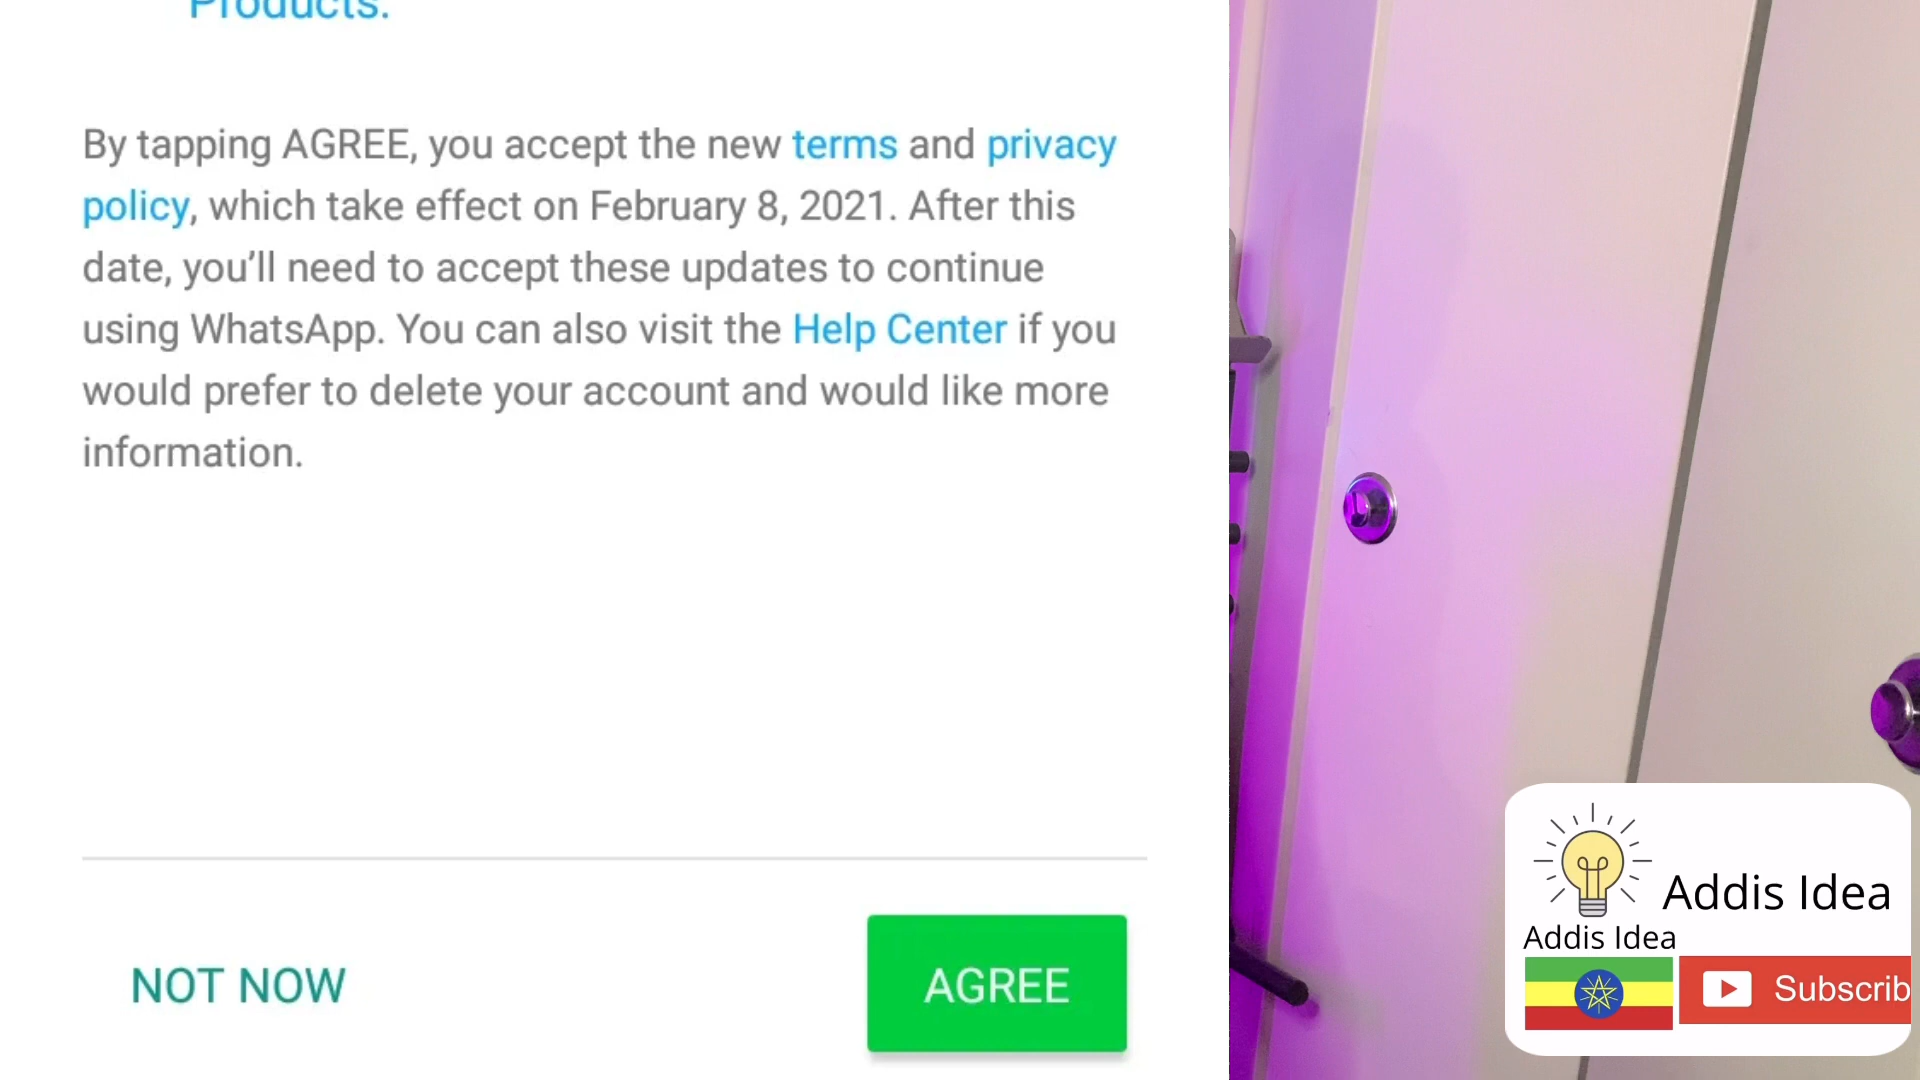 Products.
By tapping AGREE, you accept the new terms and privacy
policy, which take effect on February 8, 2021. After this
date, you'll need to accept these updates to continue
using WhatsApp. You can also visit the Help Center if you
would prefer to delete your account and would like more
information.
NOT NOW
AGREE
Addis Idea
Addis Idea
Subscrib